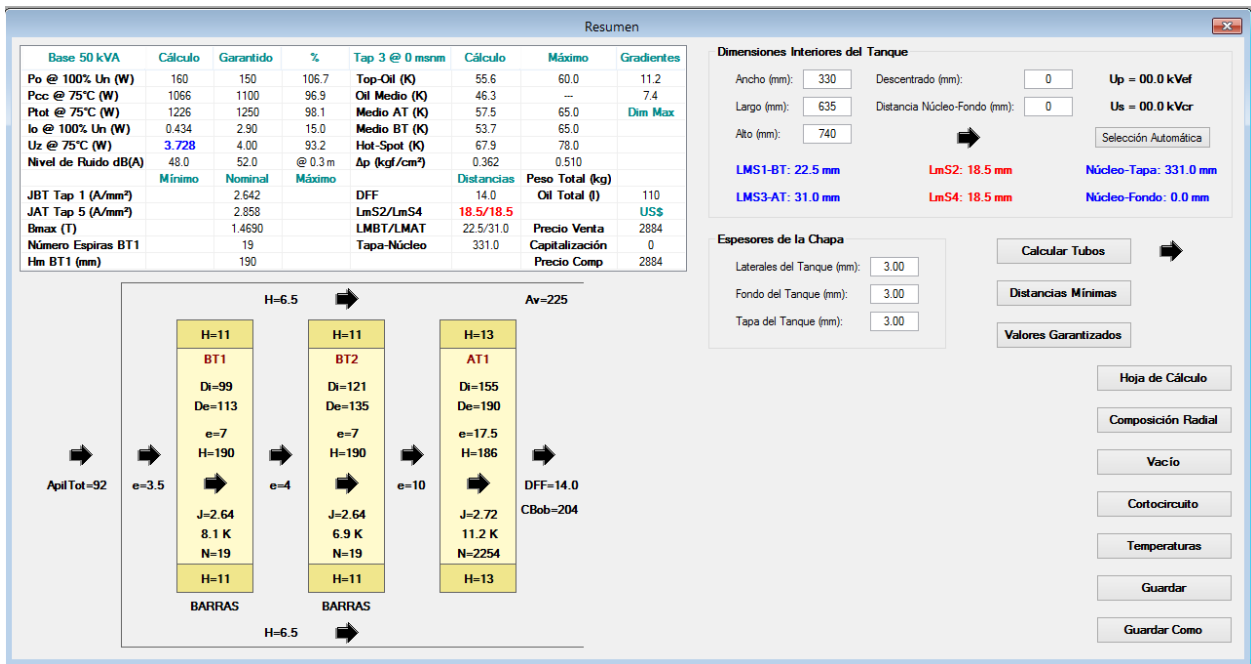 Resumen
Base 50 kVA Cálculo Garantido % Tap 3 @ 0 msnm Cálculo Máximo Gradientes
Po @ 100% Un (W) 160 150 106.7 Top-Oil (K) 55.6 60.0 11.2
Pcc @ 75°C (W) 1066 1100 96.9 Oil Medio (K) 46.3 --- 7.4
Ptot @ 75°C (W) 1226 1250 98.1 Medio AT (K) 57.5 65.0 Dim Max
Io @ 100% Un (W) 0.434 2.90 15.0 Medio BT (K) 53.7 65.0
Uz @ 75°C (W) 3.728 4.00 93.2 Hot-Spot (K) 67.9 78.0
Nivel de Ruido dB(A) 48.0 52.0 @ 0.3 m Δp (kgf/cm²) 0.362 0.510
Mínimo Nominal Máximo Distancias Peso Total (kg)
JBT Tap 1 (A/mm²) 2.642 DFF 14.0 Oil Total (l) 110
JAT Tap 5 (A/mm²) 2.858 LmS2/LmS4 18.5/18.5 US$
Bmax (T) 1.4690 LMBT/LMAT 22.5/31.0 Precio Venta 2884
Número Espiras BT1 19 Tapa-Núcleo 331.0 Capitalización 0
Hm BT1 (mm) 190 Precio Comp 2884
Dimensiones Interiores del Tanque
Ancho (mm): 330 Descentrado (mm): 0 Up = 00.0 kVef
Largo (mm): 635 Distancia Núcleo-Fondo (mm): 0 Us = 00.0 kVcr
Alto (mm): 740 Selección Automática
LMS1-BT: 22.5 mm LmS2: 18.5 mm Núcleo-Tapa: 331.0 mm
LMS3-AT: 31.0 mm LmS4: 18.5 mm Núcleo-Fondo: 0.0 mm
Espesores de la Chapa
Laterales del Tanque (mm): 3.00
Fondo del Tanque (mm): 3.00
Tapa del Tanque (mm): 3.00
Calcular Tubos
Distancias Mínimas
Valores Garantizados
Hoja de Cálculo
Composición Radial
Vacío
Cortocircuito
Temperaturas
Guardar
Guardar Como
H=6.5 Av=225
H=11 H=11 H=13
BT1 BT2 AT1
Di=99 Di=121 Di=155
De=113 De=135 De=190
e=7 e=7 e=17.5
H=190 H=190 H=186
ApilTot=92 e=3.5 e=4 e=10 DFF=14.0
CBob=204
J=2.64 J=2.64 J=2.72
8.1 K 6.9 K 11.2 K
N=19 N=19 N=2254
H=11 H=11 H=13
BARRAS BARRAS
H=6.5